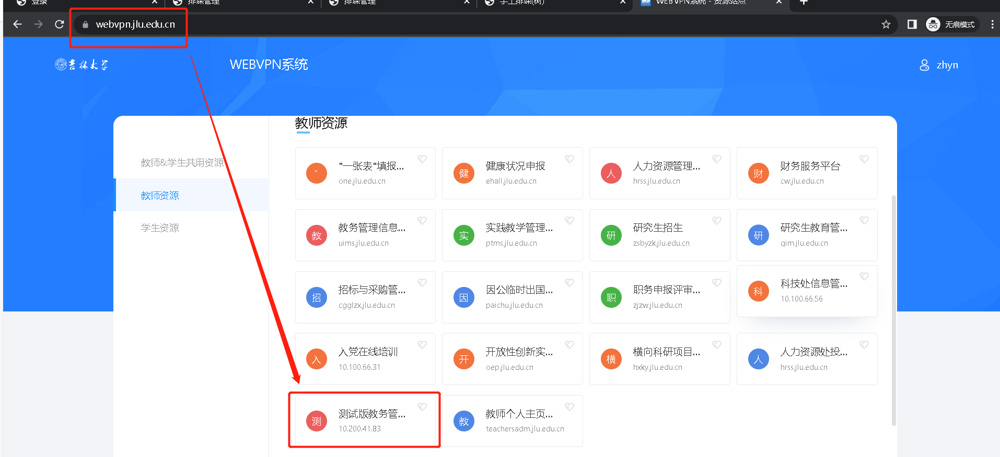 登录
排课管理
排课管理
手工排课(树)
WEBVPN系统 - 资源站点
webvpn.jlu.edu.cn
无痕模式
吉林大学
WEBVPN系统
zhyn
教师资源
教师&学生共用资源
教师资源
学生资源
"
"一张表"填报...
one.jlu.edu.cn
健
健康状况申报
ehall.jlu.edu.cn
人
人力资源管理...
hrss.jlu.edu.cn
财
财务服务平台
cw.jlu.edu.cn
教
教务管理信息...
uims.jlu.edu.cn
实
实践教学管理...
ptms.jlu.edu.cn
研
研究生招生
zsbyzk.jlu.edu.cn
研
研究生教育管...
gim.jlu.edu.cn
招
招标与采购管...
cgglzx.jlu.edu.cn
因
因公临时出国...
paichu.jlu.edu.cn
职
职务申报评审...
zjzw.jlu.edu.cn
科
科技处信息管...
10.100.66.56
入
入党在线培训
10.100.66.31
开
开放性创新实...
oep.jlu.edu.cn
横
横向科研项目...
hxky.jlu.edu.cn
人
人力资源处投...
hrss.jlu.edu.cn
测
测试版教务管...
10.200.41.83
教
教师个人主页...
teachersadm.jlu.edu.cn